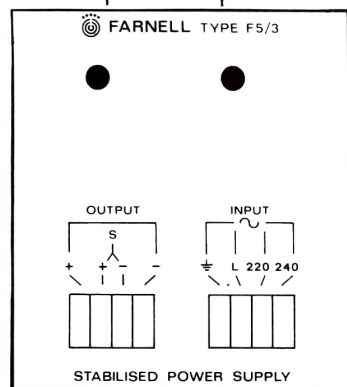 FARNELL TYPE F5/3
OUTPUT INPUT
S
+ + - - L 220 240
STABILISED POWER SUPPLY